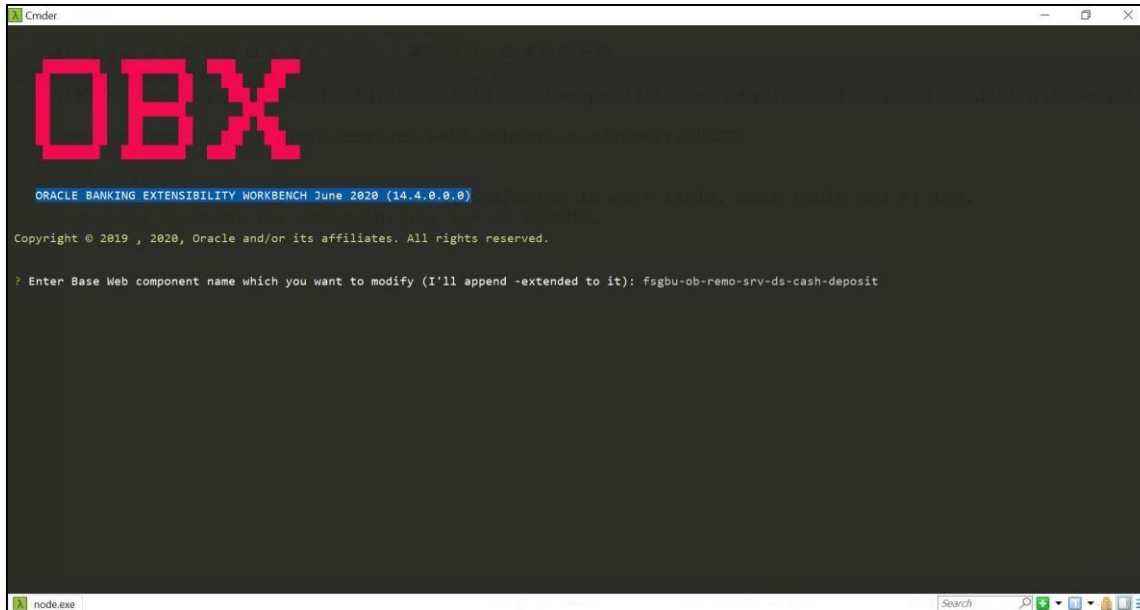 Cmder
OBX
ORACLE BANKING EXTENSIBILITY WORKBENCH June 2020 (14.4.0.0.0)
Copyright © 2019 , 2020, Oracle and/or its affiliates. All rights reserved.
? Enter Base Web component name which you want to modify (I'll append -extended to it): fsgbu-ob-remo-srv-ds-cash-deposit
node.exe
Search